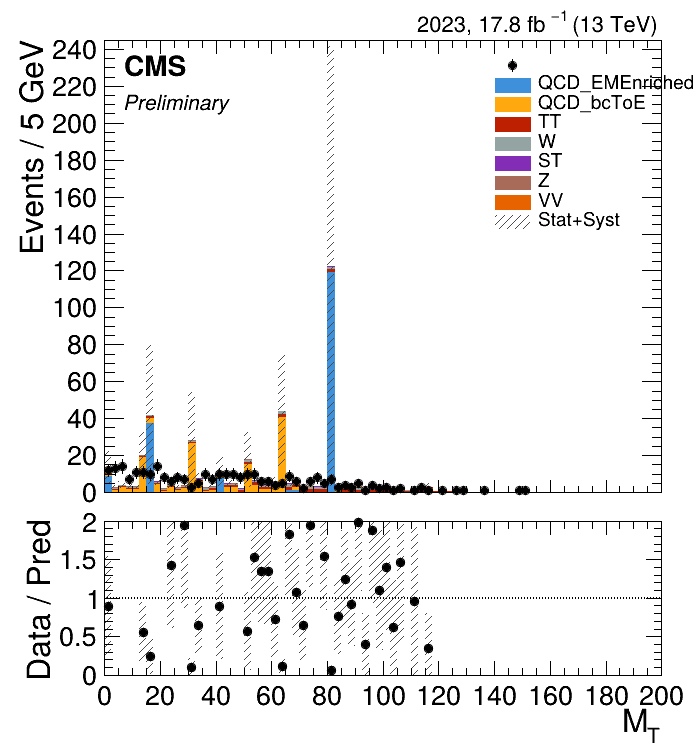 2023, 17.8 fb⁻¹ (13 TeV)
CMS
Preliminary
Events / 5 GeV
240
220
200
180
160
140
120
100
80
60
40
20
0
QCD_EMEnriched
QCD_bcToE
TT
W
ST
Z
VV
Stat+Syst
Data / Pred
2
1.5
1
0.5
0
0 20 40 60 80 100 120 140 160 180 200
M_T